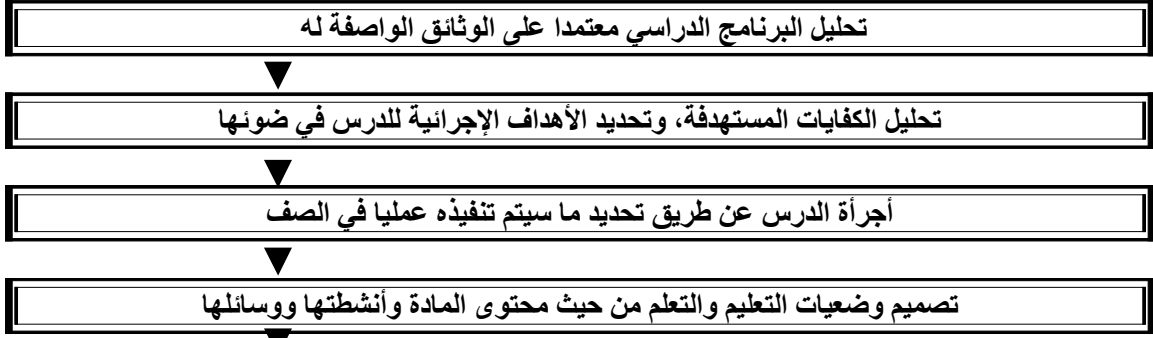 تحليل البرنامج الدراسي معتمدا على الوثائق الواصفة له
تحليل الكفايات المستهدفة، وتحديد الأهداف الإجرائية للدرس في ضوئها
أجرأة الدرس عن طريق تحديد ما سيتم تنفيذه عمليا في الصف
تصميم وضعيات التعليم والتعلم من حيث محتوى المادة وأنشطتها ووسائلها